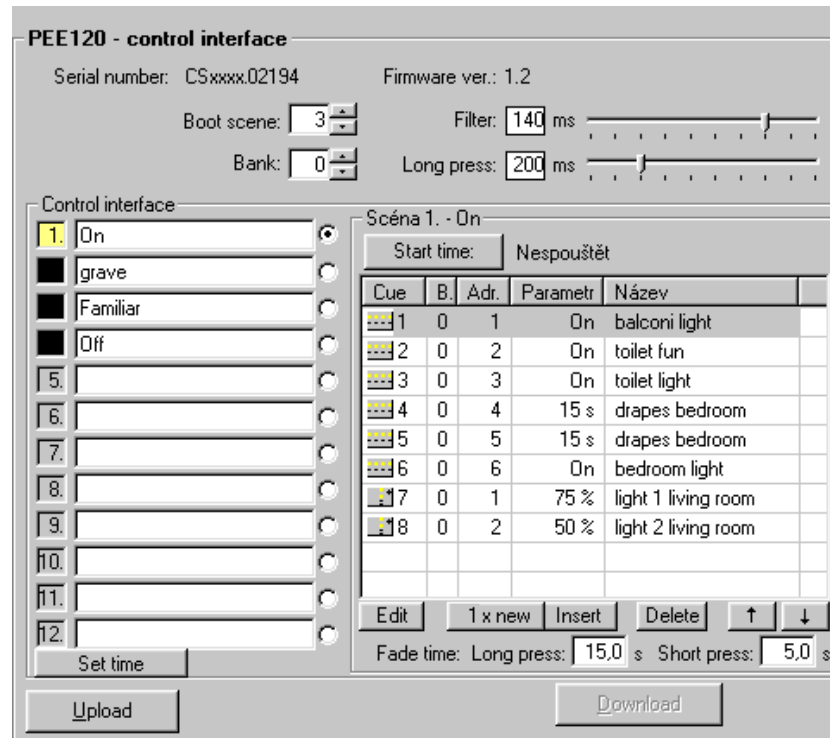 PEE120 - control interface
Serial number: CSxxxx.02194 Firmware ver.: 1.2
Boot scene: 3 Filter: 140 ms
Bank: 0 Long press: 200 ms
Control interface
1. On
grave
Familiar
Off
5.
6.
7.
8.
9.
10.
11.
12.
Set time
Scéna 1. - On
Start time: Nespouštět
Cue B. Adr. Parametr Název
1 0 1 On balconi light
2 0 2 On toilet fun
3 0 3 On toilet light
4 0 4 15 s drapes bedroom
5 0 5 15 s drapes bedroom
6 0 6 On bedroom light
7 0 1 75 % light 1 living room
8 0 2 50 % light 2 living room
Edit 1 x new Insert Delete ↑ ↓
Fade time: Long press: 15,0 s Short press: 5,0 s
Upload Download